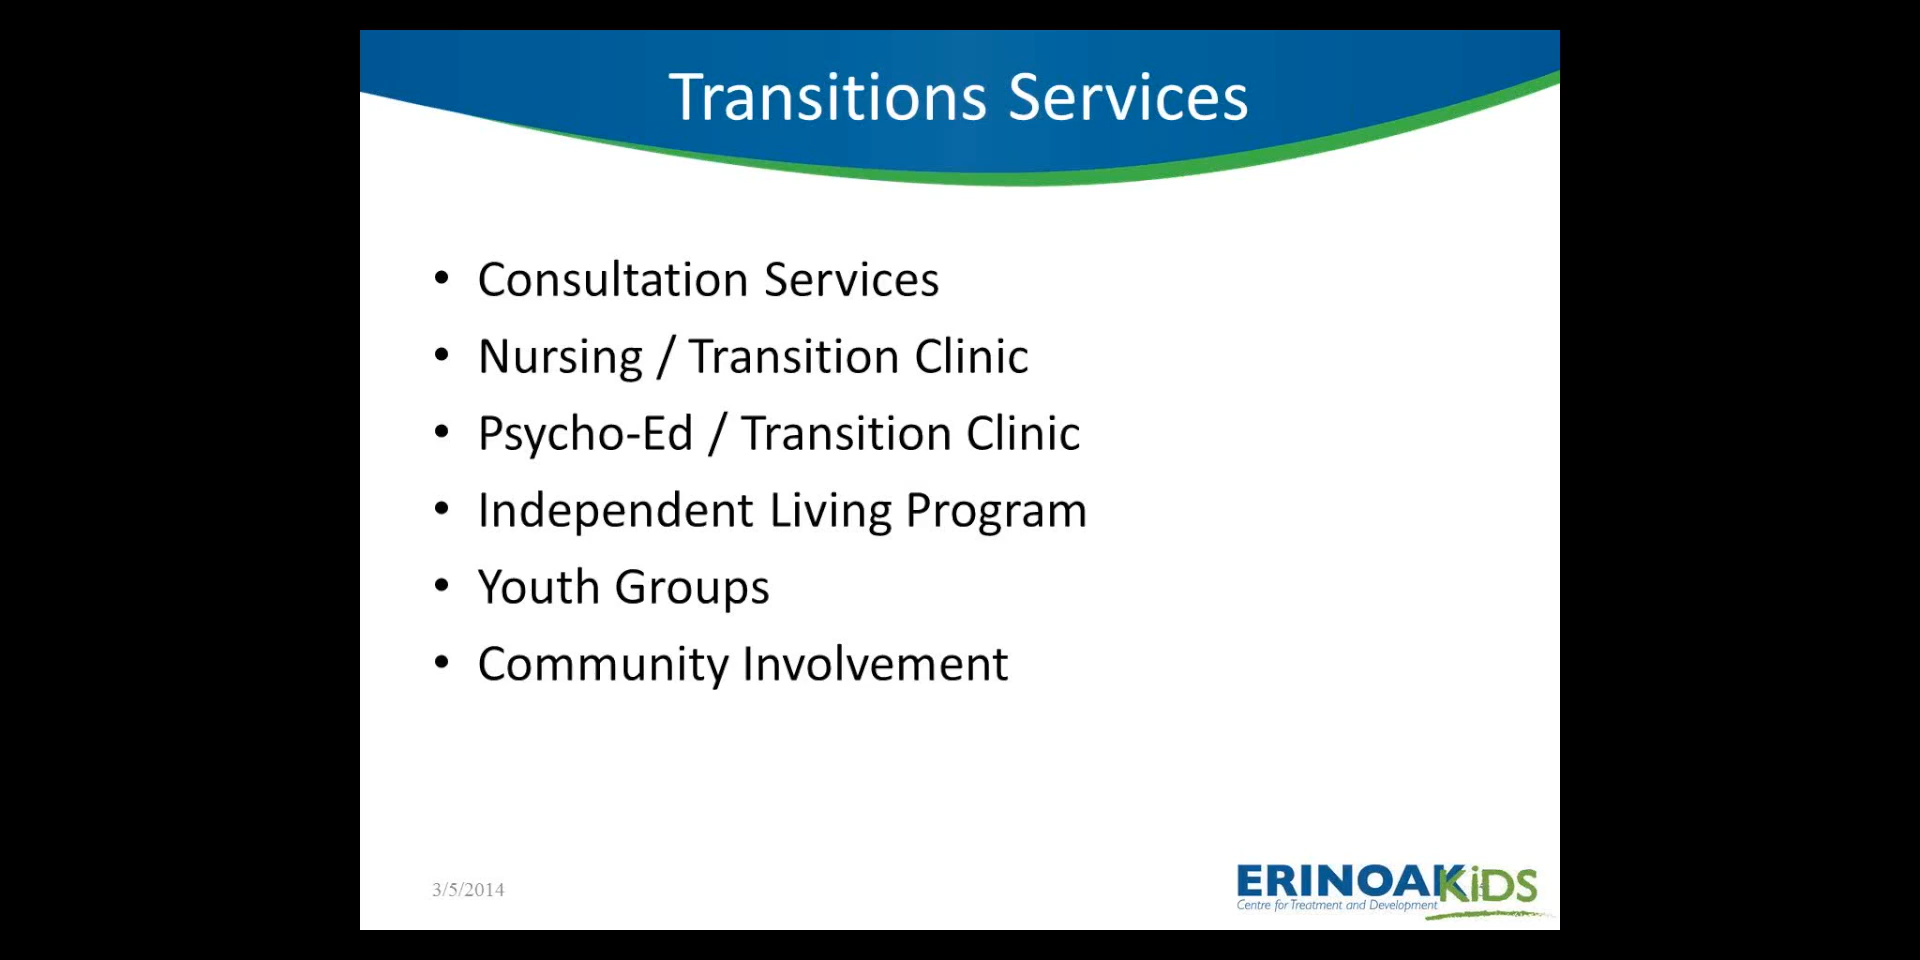 Transitions Services
• Consultation Services
• Nursing / Transition Clinic
• Psycho-Ed / Transition Clinic
• Independent Living Program
• Youth Groups
• Community Involvement
3/5/2014
ERINOAKKiDS
Centre for Treatment and Development